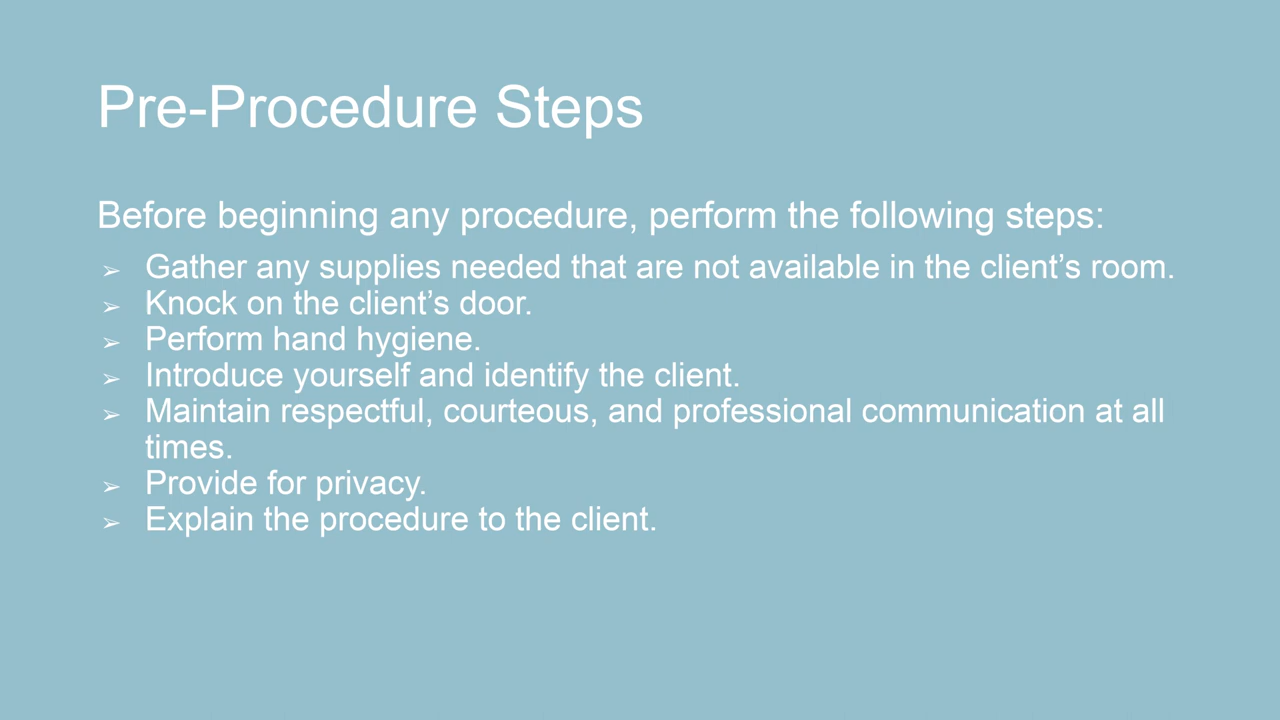 Pre-Procedure Steps
Before beginning any procedure, perform the following steps:
➢ Gather any supplies needed that are not available in the client’s room.
➢ Knock on the client’s door.
➢ Perform hand hygiene.
➢ Introduce yourself and identify the client.
➢ Maintain respectful, courteous, and professional communication at all
times.
➢ Provide for privacy.
➢ Explain the procedure to the client.